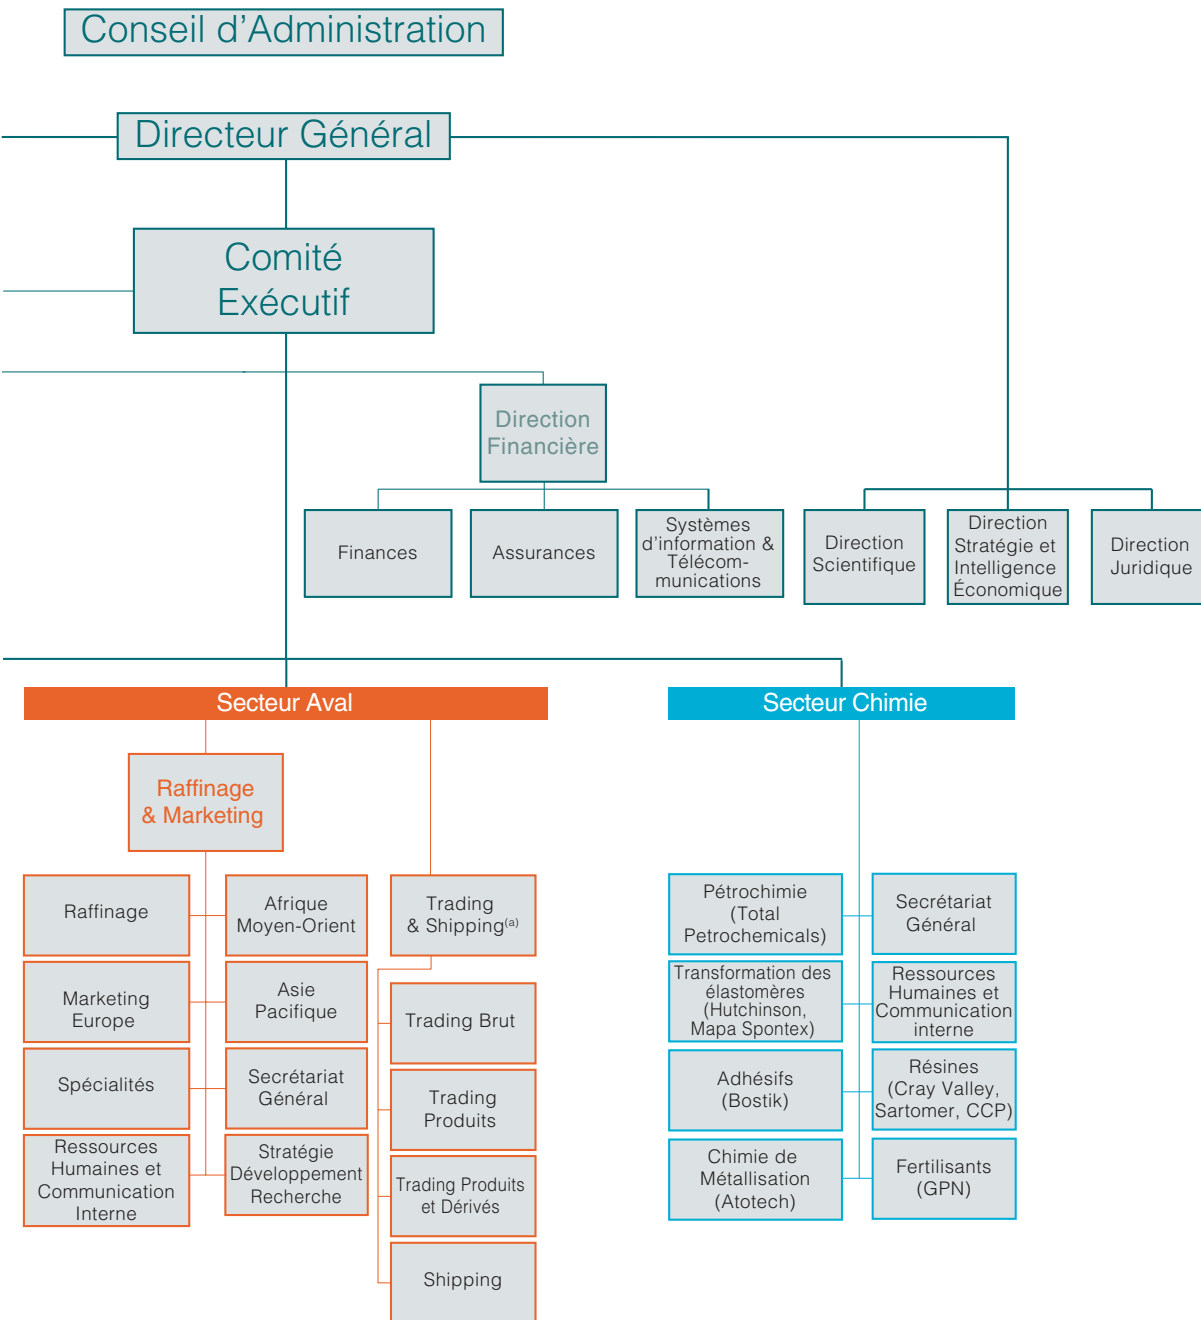 Conseil d’Administration
Directeur Général
Comité
Exécutif
Direction
Financière
Finances
Assurances
Systèmes
d’information &
Télécom-
munications
Direction
Scientifique
Direction
Stratégie et
Intelligence
Économique
Direction
Juridique
Secteur Aval
Raffinage
& Marketing
Raffinage
Afrique
Moyen-Orient
Trading
& Shipping(a)
Marketing
Europe
Asie
Pacifique
Trading Brut
Spécialités
Secrétariat
Général
Trading
Produits
Ressources
Humaines et
Communication
Interne
Stratégie
Développement
Recherche
Trading Produits
et Dérivés
Shipping
Secteur Chimie
Pétrochimie
(Total
Petrochemicals)
Secrétariat
Général
Transformation des
élastomères
(Hutchinson,
Mapa Spontex)
Ressources
Humaines et
Communication
interne
Adhésifs
(Bostik)
Résines
(Cray Valley,
Sartomer, CCP)
Chimie de
Métallisation
(Atotech)
Fertilisants
(GPN)